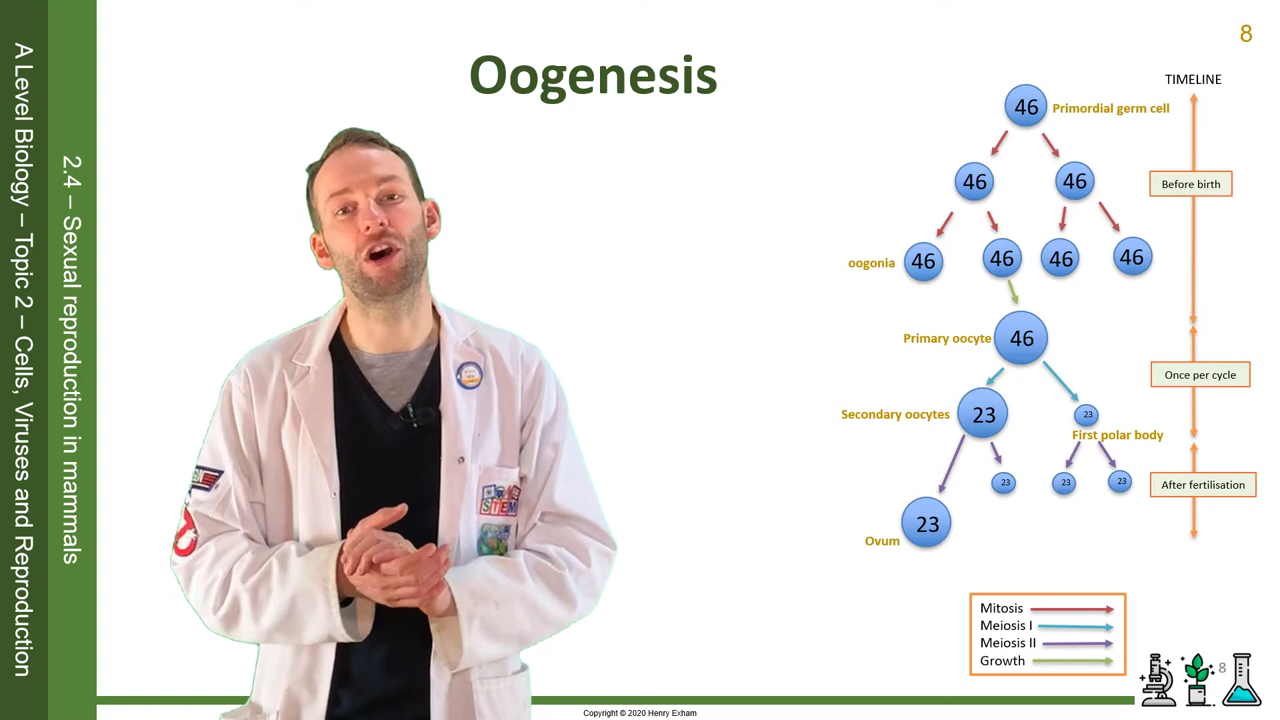 8
Oogenesis
A Level Biology – Topic 2 – Cells, Viruses and Reproduction
2.4 – Sexual reproduction in mammals
TIMELINE
46
Primordial germ cell
46
46
Before birth
oogonia
46
46
46
46
Primary oocyte
46
Once per cycle
Secondary oocytes
23
23
First polar body
23
23
23
After fertilisation
23
Ovum
Mitosis
Meiosis I
Meiosis II
Growth
STEM
8
Copyright © 2020 Henry Exham